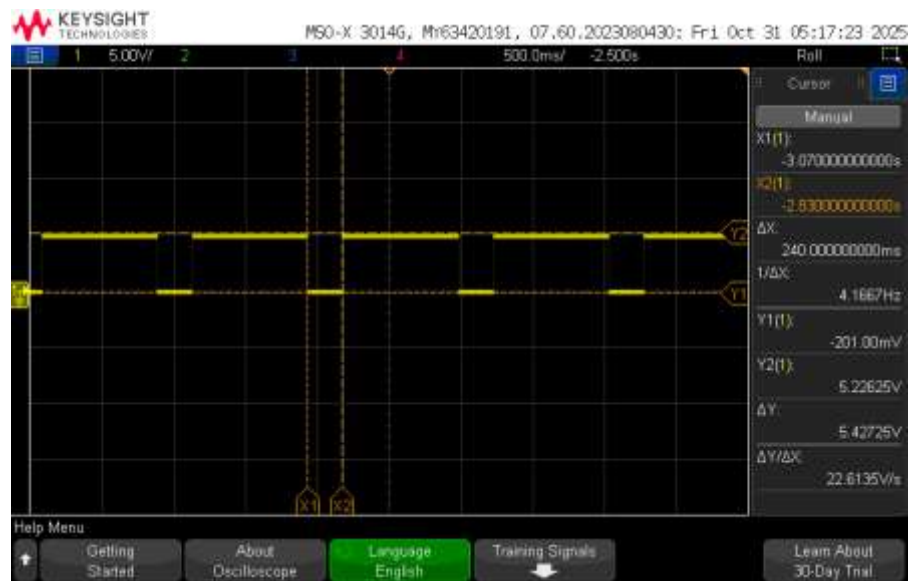 KEYSIGHT
TECHNOLOGIES
MSO-X 3014G, MY63420191, 07.60.2023080430: Fri Oct 31 05:17:23 2025
1 5.00V/ 2 3 4 500.0ms/ -2.500s Roll
Cursor
Manual
X1(1):
-3.070000000000s
X2(1):
-2.830000000000s
ΔX:
240.000000000ms
1/ΔX:
4.1667Hz
Y1(1):
-201.00mV
Y2(1):
5.22625V
ΔY:
5.42725V
ΔY/ΔX:
22.6135V/s
Y2
Y1
X1 X2
Help Menu
Getting Started
About Oscilloscope
Language English
Training Signals
Learn About 30-Day Trial